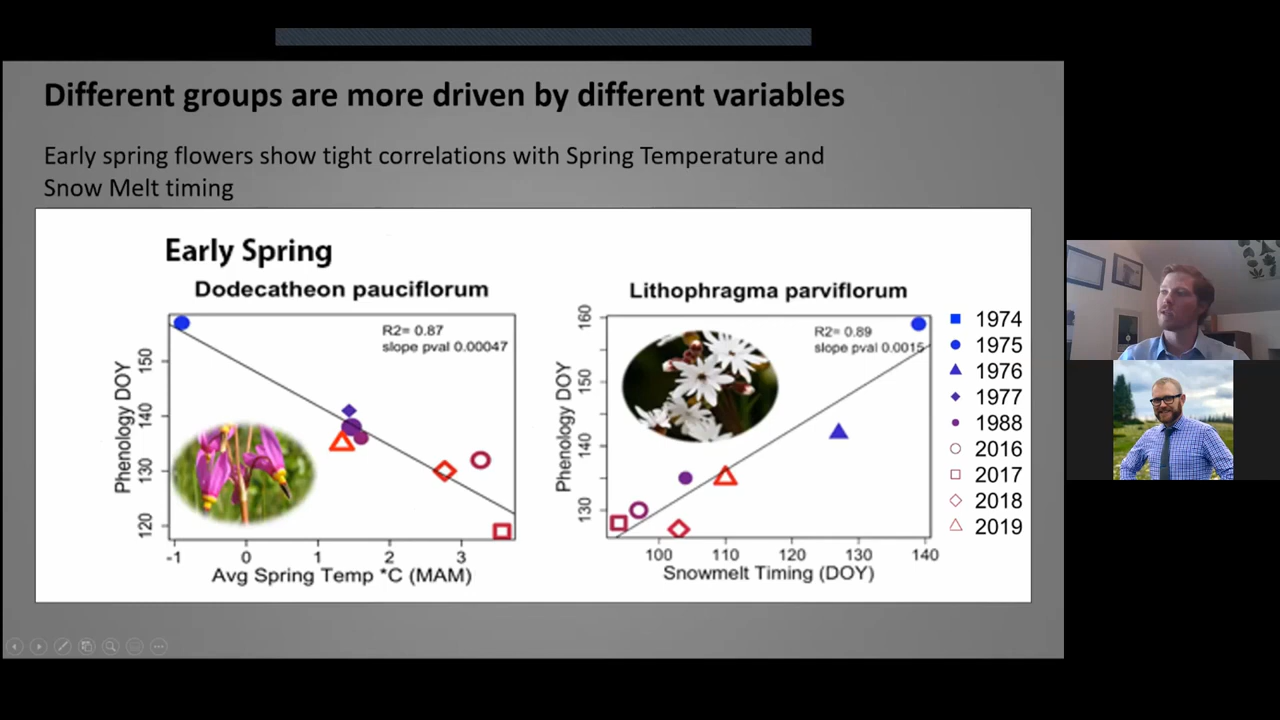 Different groups are more driven by different variables
Early spring flowers show tight correlations with Spring Temperature and
Snow Melt timing
Early Spring
Dodecatheon pauciflorum
R2= 0.87
slope pval 0.00047
Phenology DOY
150
140
130
120
-1 0 1 2 3
Avg Spring Temp *C (MAM)
Lithophragma parviflorum
R2= 0.89
slope pval 0.0015
Phenology DOY
160
150
140
130
100 110 120 130 140
Snowmelt Timing (DOY)
1974
1975
1976
1977
1988
2016
2017
2018
2019